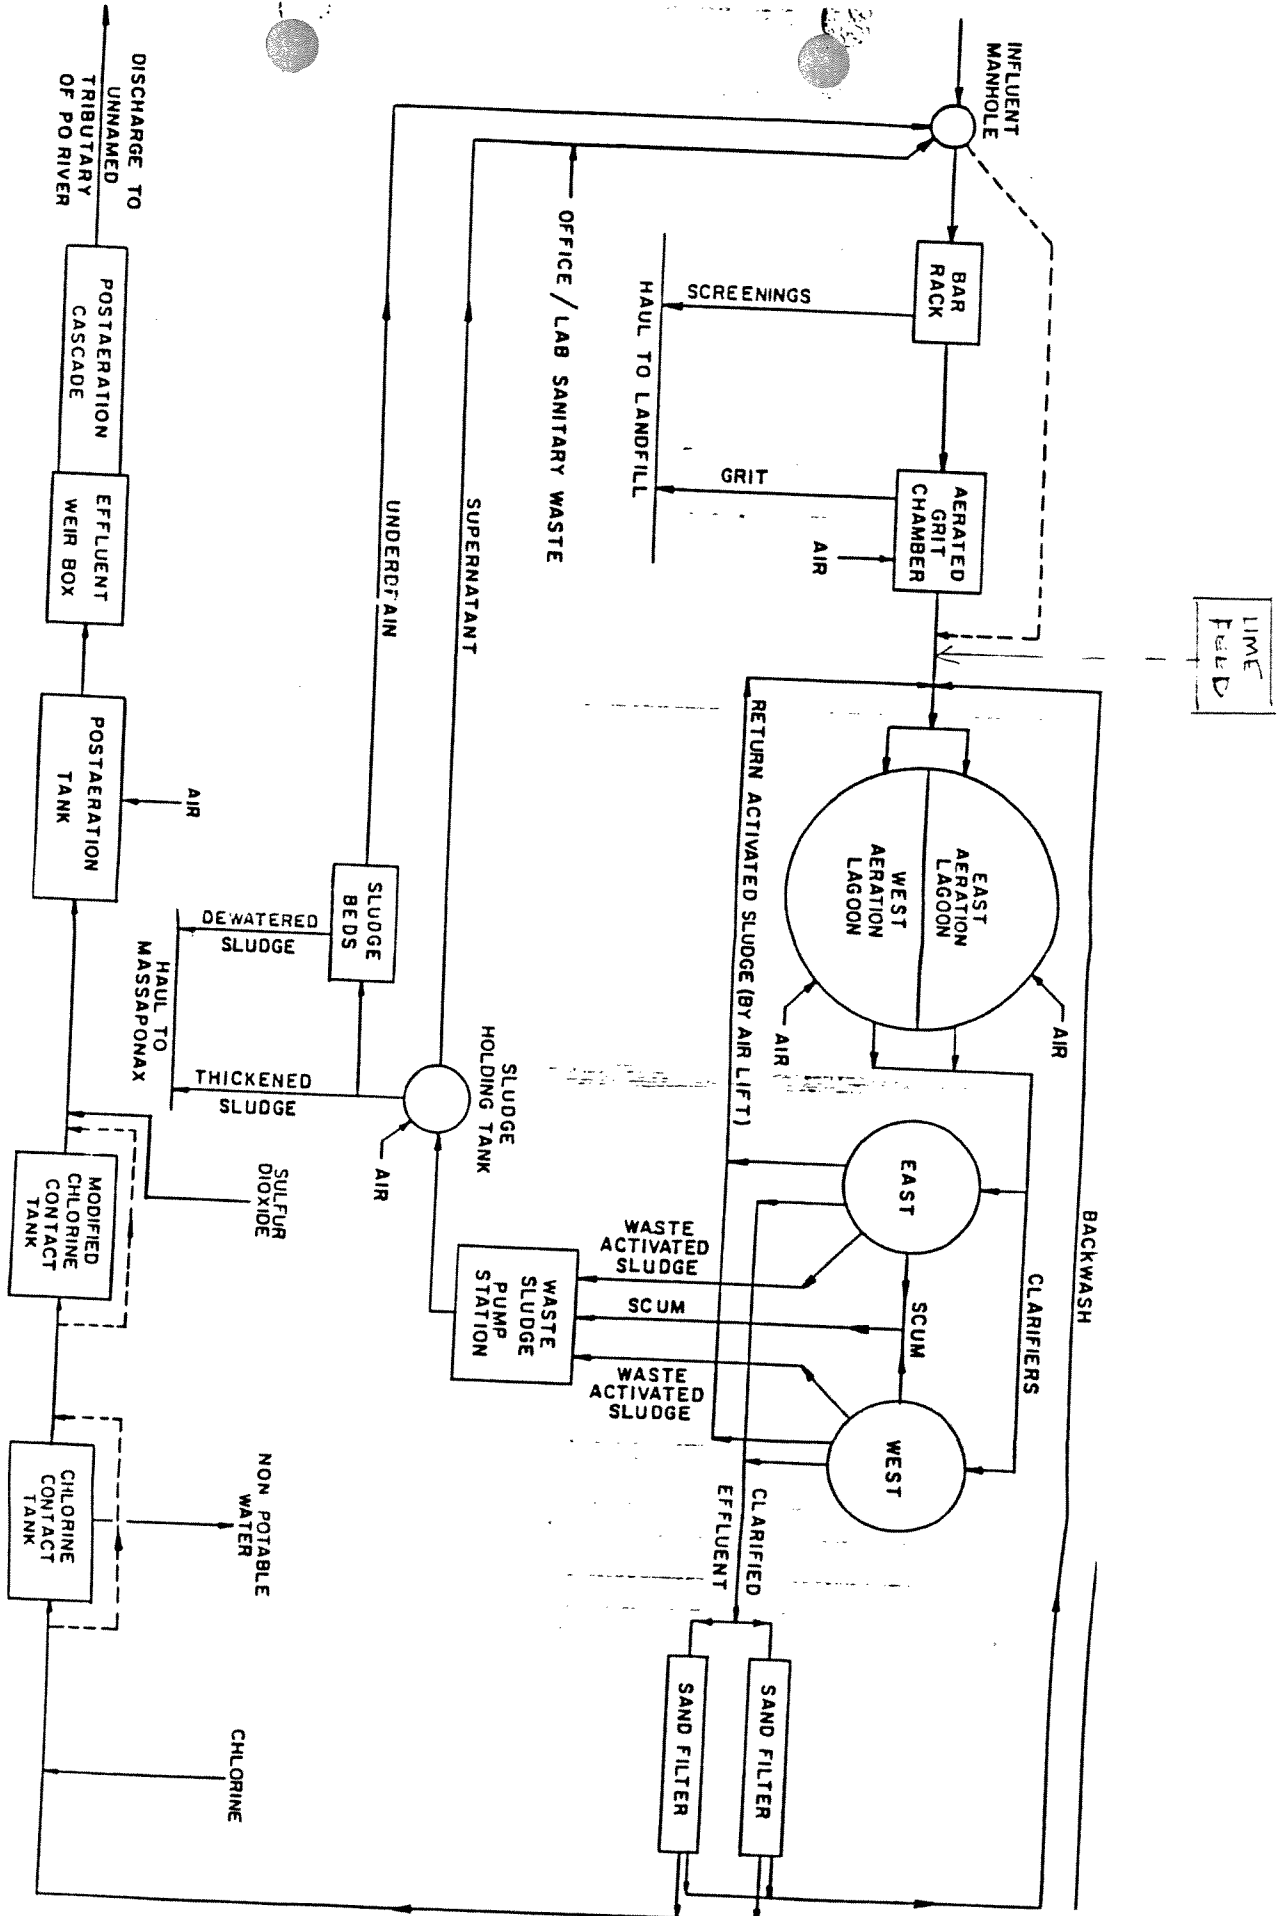 INFLUENT
MANHOLE
BAR
RACK
SCREENINGS
HAUL TO LANDFILL
AERATED
GRIT
CHAMBER
GRIT
AIR
LIME
FEED
OFFICE / LAB SANITARY WASTE
SUPERNATANT
UNDERDRAIN
RETURN ACTIVATED SLUDGE (BY AIR LIFT)
EAST
AERATION
LAGOON
WEST
AERATION
LAGOON
AIR
AIR
BACKWASH
CLARIFIERS
EAST
SCUM
WEST
WASTE
ACTIVATED
SLUDGE
SCUM
WASTE
ACTIVATED
SLUDGE
WASTE
SLUDGE
PUMP
STATION
SLUDGE
HOLDING TANK
AIR
SLUDGE
BEDS
DEWATERED
SLUDGE
THICKENED
SLUDGE
HAUL TO
MASSAPONAX
CLARIFIED
EFFLUENT
SAND FILTER
SAND FILTER
CHLORINE
CHLORINE
CONTACT
TANK
NON POTABLE
WATER
MODIFIED
CHLORINE
CONTACT
TANK
SULFUR
DIOXIDE
POSTAERATION
TANK
AIR
EFFLUENT
WEIR BOX
POSTAERATION
CASCADE
DISCHARGE TO
UNNAMED
TRIBUTARY
OF PO RIVER